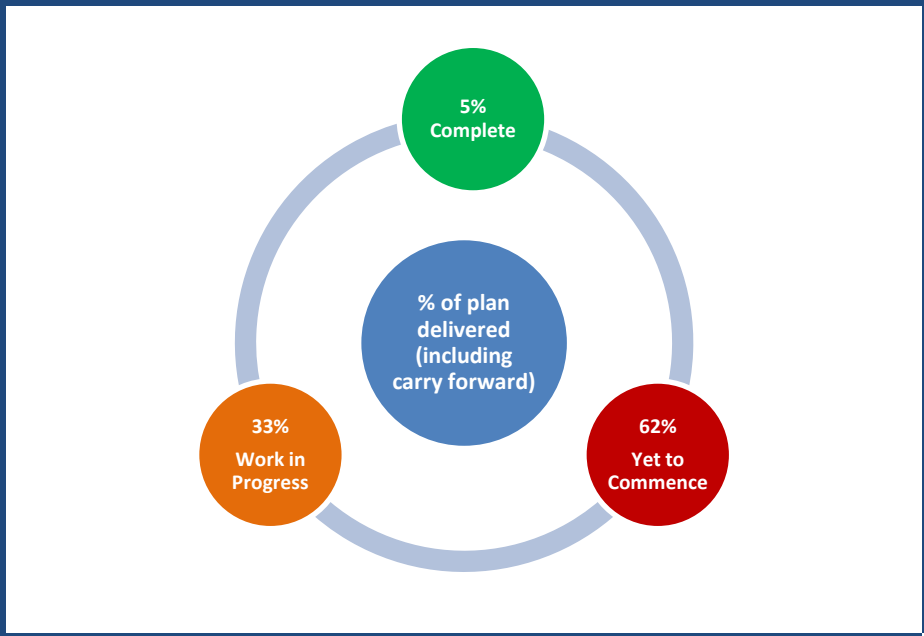 5%
Complete
% of plan
delivered
(including
carry forward)
33%
Work in
Progress
62%
Yet to
Commence